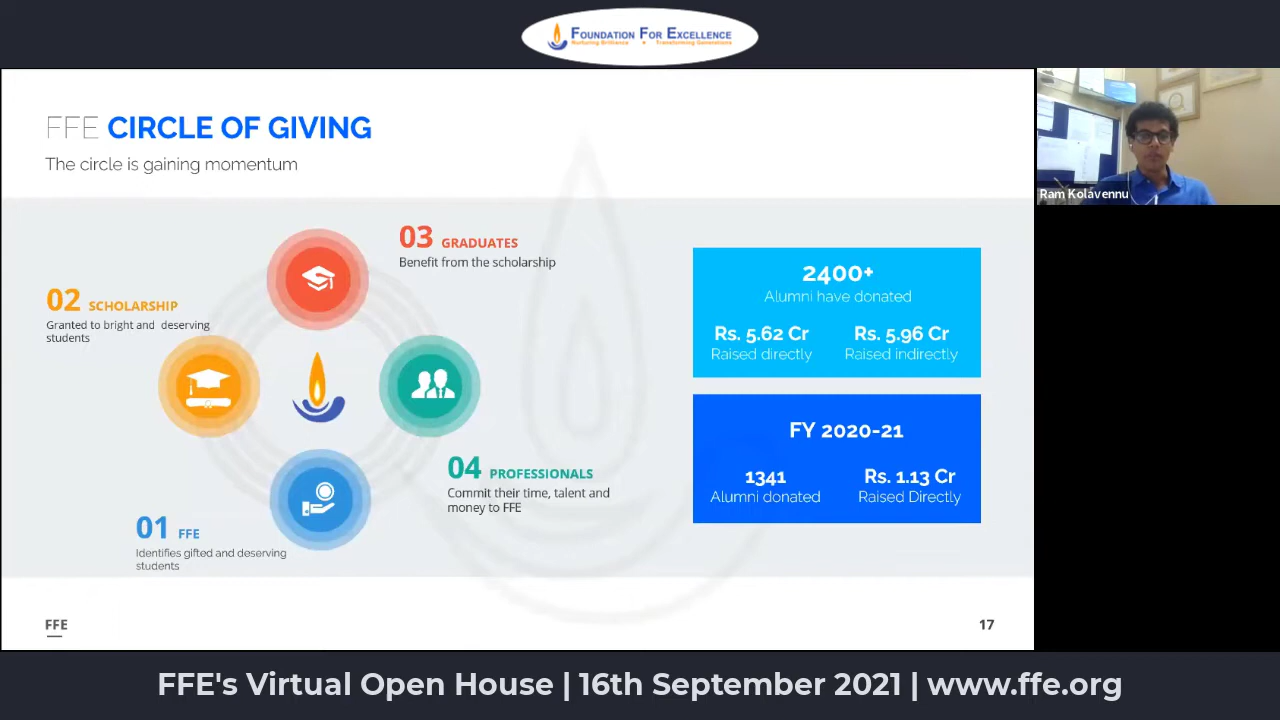 FOUNDATION FOR EXCELLENCE
Nurturing Brilliance • Transforming Generations
FFE CIRCLE OF GIVING
The circle is gaining momentum
03 GRADUATES
Benefit from the scholarship
02 SCHOLARSHIP
Granted to bright and deserving
students
04 PROFESSIONALS
Commit their time, talent and
money to FFE
01 FFE
Identifies gifted and deserving
students
2400+
Alumni have donated
Rs. 5.62 Cr Rs. 5.96 Cr
Raised directly Raised indirectly
FY 2020-21
1341 Rs. 1.13 Cr
Alumni donated Raised Directly
FFE
17
Ram Kolavennu
FFE's Virtual Open House | 16th September 2021 | www.ffe.org